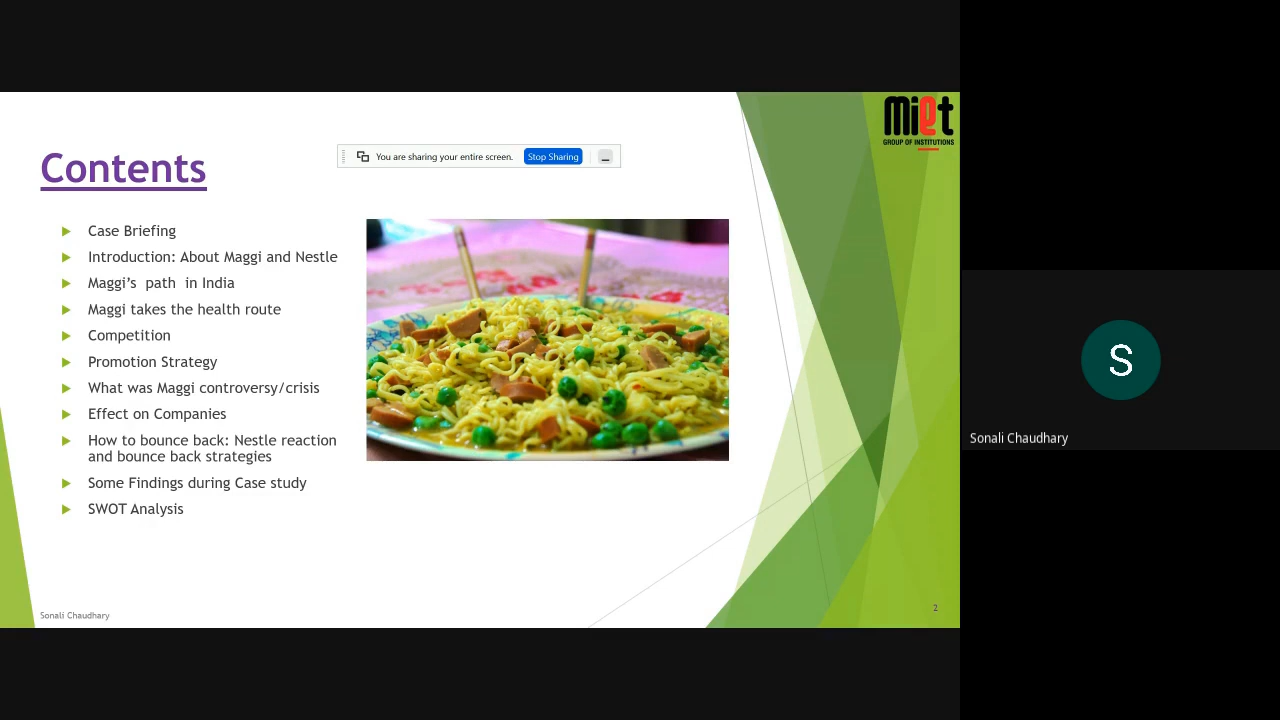 miet
GROUP OF INSTITUTIONS
You are sharing your entire screen. Stop Sharing
Contents
Case Briefing
Introduction: About Maggi and Nestle
Maggi’s path in India
Maggi takes the health route
Competition
Promotion Strategy
What was Maggi controversy/crisis
Effect on Companies
How to bounce back: Nestle reaction
and bounce back strategies
Some Findings during Case study
SWOT Analysis
Sonali Chaudhary
2
S
Sonali Chaudhary